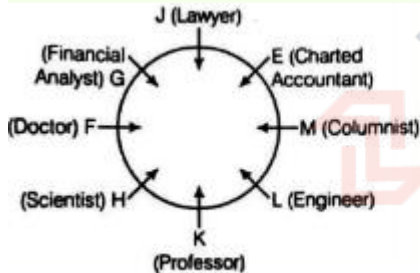 J (Lawyer)
(Financial
Analyst) G
E (Charted
Accountant)
(Doctor) F
M (Columnist)
(Scientist) H
L (Engineer)
K
(Professor)